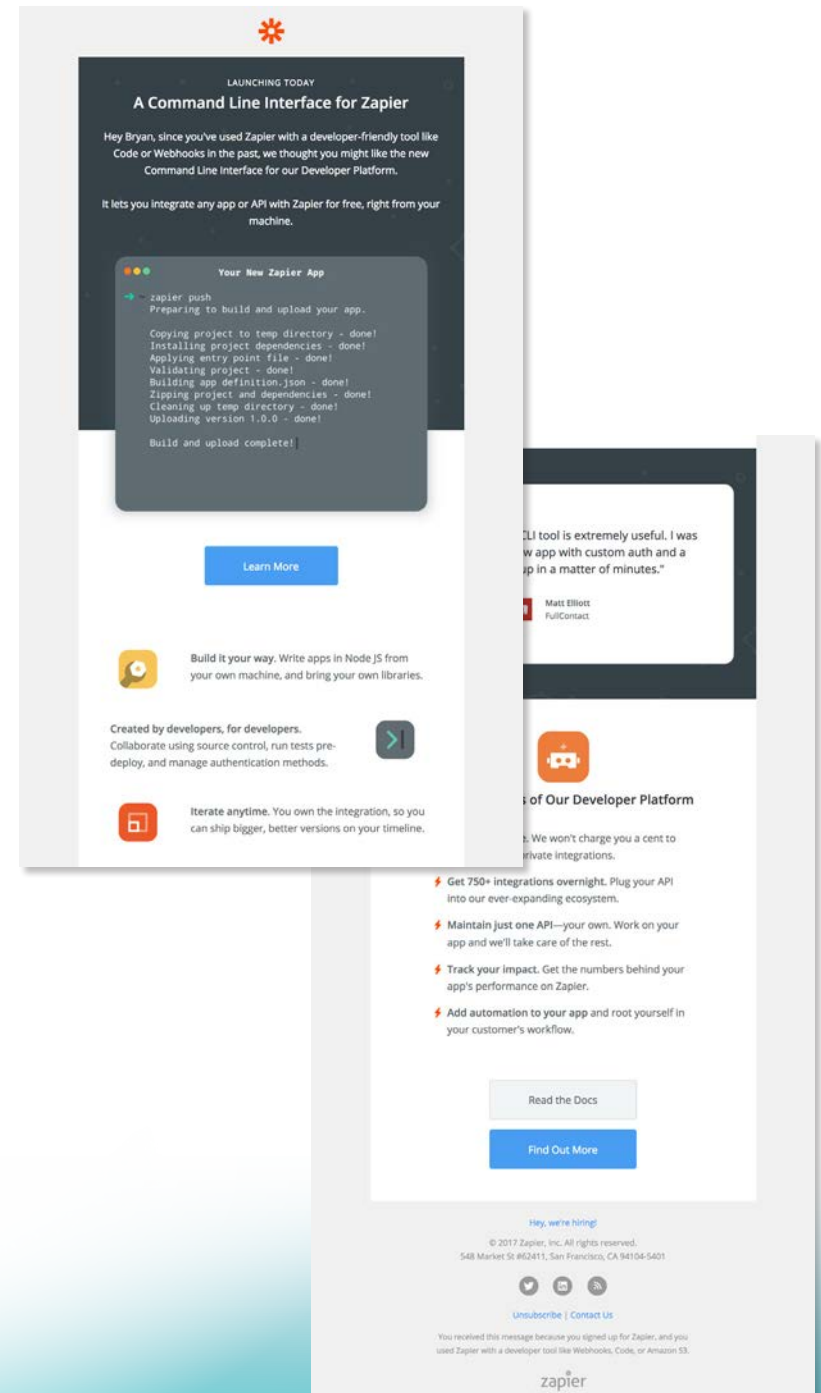 LAUNCHING TODAY
A Command Line Interface for Zapier
Hey Bryan, since you've used Zapier with a developer-friendly tool like
Code or Webhooks in the past, we thought you might like the new
Command Line Interface for our Developer Platform.
It lets you integrate any app or API with Zapier for free, right from your
machine.
Your New Zapier App
➜ ~ zapier push
Preparing to build and upload your app.
Copying project to temp directory - done!
Installing project dependencies - done!
Applying entry point file - done!
Validating project - done!
Building app definition.json - done!
Zipping project and dependencies - done!
Cleaning up temp directory - done!
Uploading version 1.0.0 - done!
Build and upload complete!
Learn More
Build it your way. Write apps in Node JS from
your own machine, and bring your own libraries.
Created by developers, for developers.
Collaborate using source control, run tests pre-
deploy, and manage authentication methods.
Iterate anytime. You own the integration, so you
can ship bigger, better versions on your timeline.
CLI tool is extremely useful. I was
w app with custom auth and a
up in a matter of minutes."
Matt Elliott
FullContact
s of Our Developer Platform
e. We won't charge you a cent to
private integrations.
Get 750+ integrations overnight. Plug your API
into our ever-expanding ecosystem.
Maintain just one API—your own. Work on your
app and we'll take care of the rest.
Track your impact. Get the numbers behind your
app's performance on Zapier.
Add automation to your app and root yourself in
your customer's workflow.
Read the Docs
Find Out More
Hey, we're hiring!
© 2017 Zapier, Inc. All rights reserved.
548 Market St #62411, San Francisco, CA 94104-5401
Unsubscribe | Contact Us
You received this message because you signed up for Zapier, and you
used Zapier with a developer tool like Webhooks, Code, or Amazon S3.
zapier